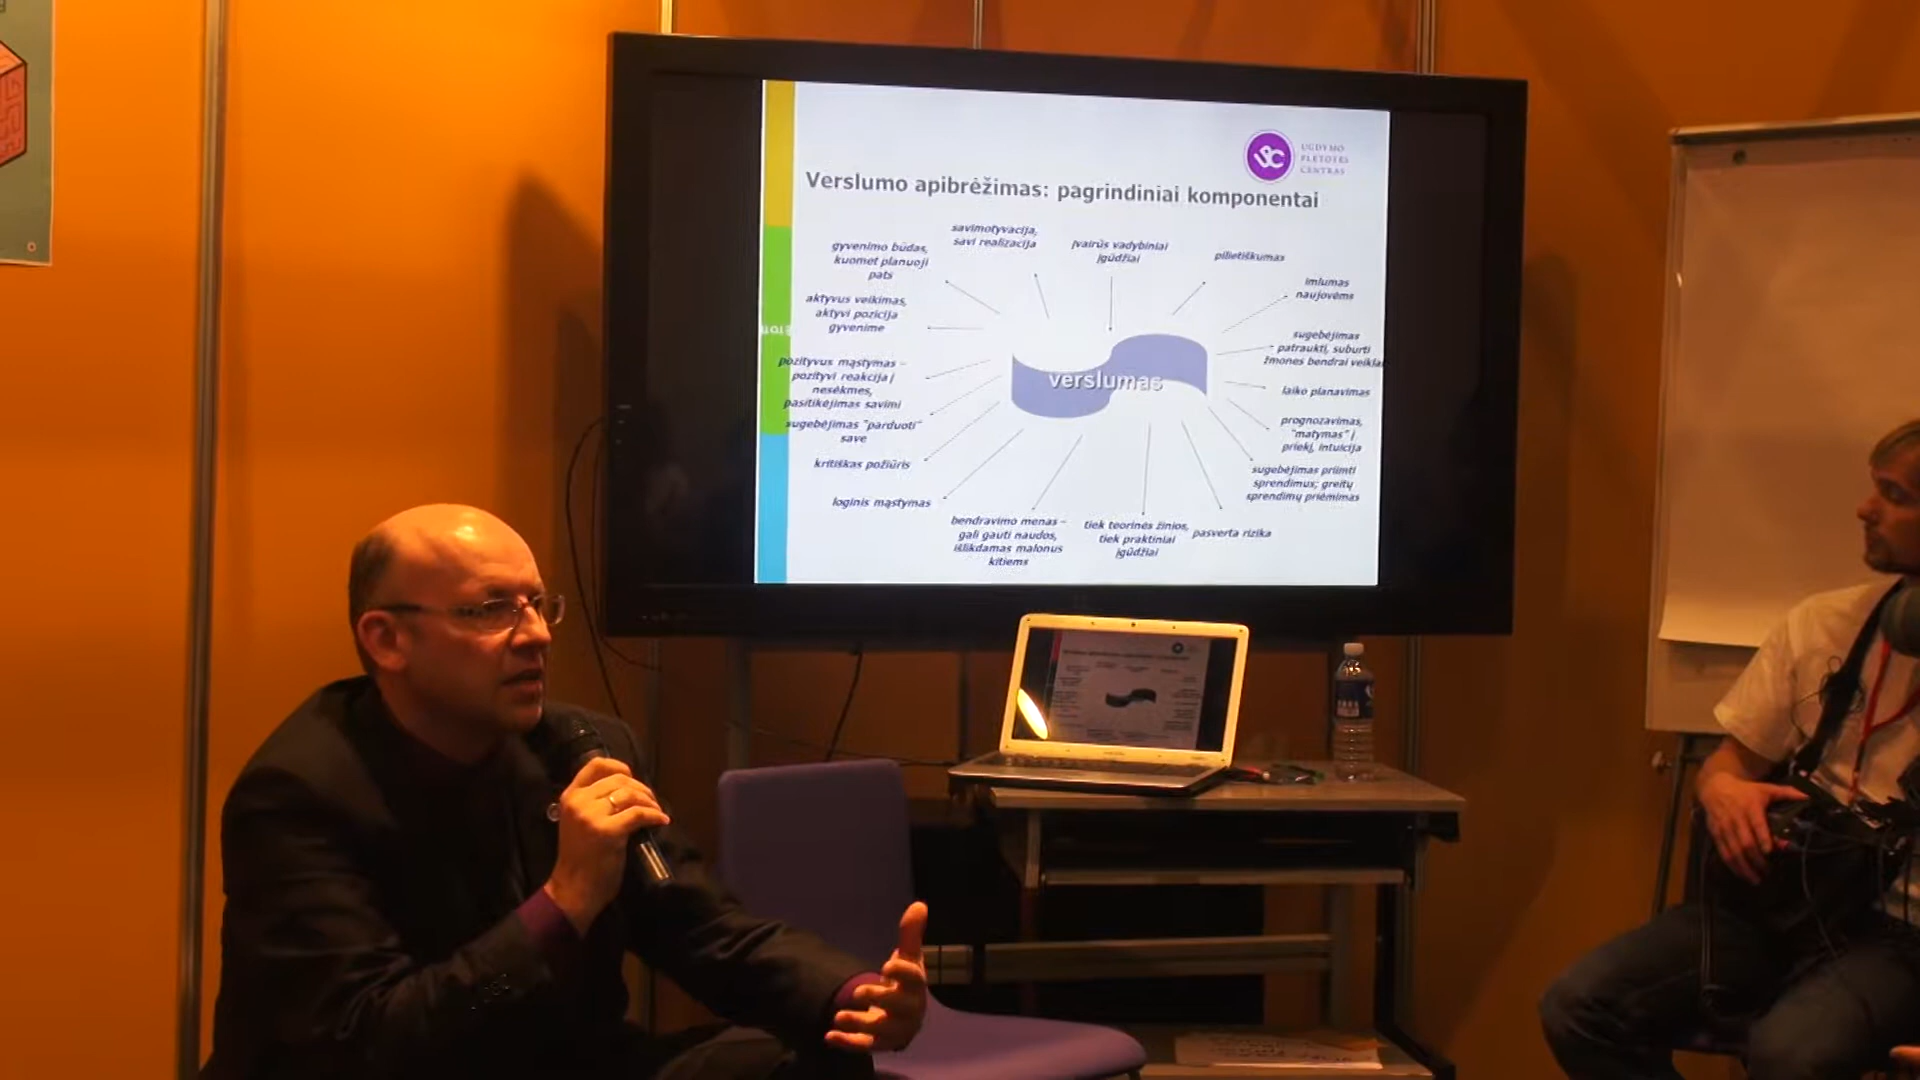 UGDYMO
PLĖTOTĖS
CENTRAS
Verslumo apibrėžimas: pagrindiniai komponentai
savimotyvacija,
savi realizacija
įvairūs vadybiniai
įgūdžiai
pilietiškumas
gyvenimo būdas,
kuomet planuoji
pats
imlumas
naujovėms
aktyvus veikimas,
aktyvi pozicija
gyvenime
sugebėjimas
patraukti, suburti
žmones bendrai veiklai
pozityvus mąstymas –
pozityvi reakcija į
nesėkmes,
pasitikėjimas savimi
verslumas
laiko planavimas
sugebėjimas "parduoti"
save
prognozavimas,
"matymas" į
priekį, intuicija
kritiškas požiūris
sugebėjimas priimti
sprendimus; greitų
sprendimų priėmimas
loginis mąstymas
bendravimo menas –
gali gauti naudos,
išlikdamas malonus
kitiems
tiek teorinės žinios,
tiek praktiniai
įgūdžiai
pasverta rizika